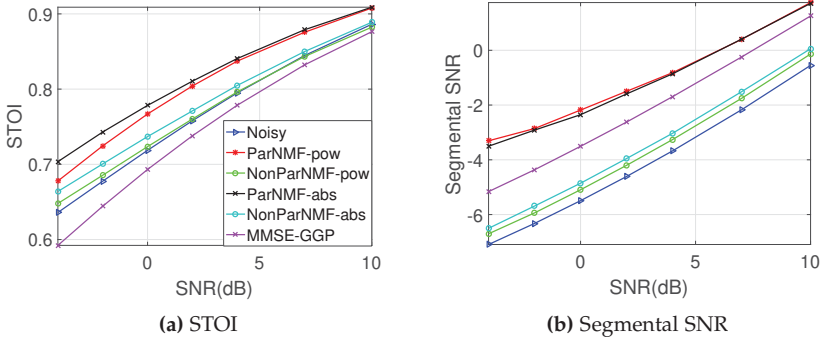 0.9
0.8
0.7
0.6
STOI
0
5
10
SNR(dB)
Noisy
ParNMF-pow
NonParNMF-pow
ParNMF-abs
NonParNMF-abs
MMSE-GGP
(a) STOI
0
-2
-4
-6
Segmental SNR
0
5
10
SNR(dB)
(b) Segmental SNR